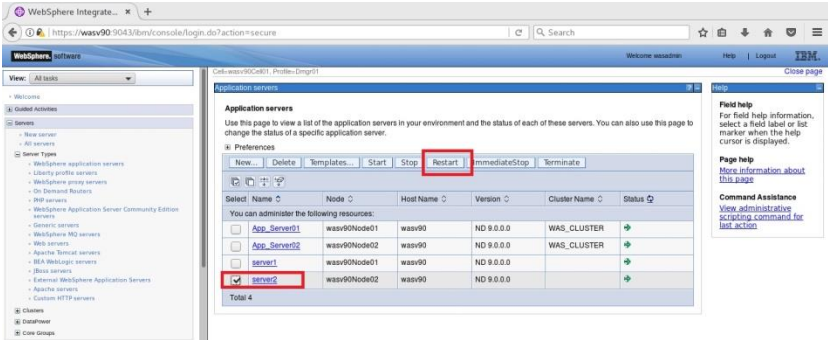 WebSphere Integrate...
https://wasv90:9043/ibm/console/login.do?action=secure
Search
WebSphere. software
Welcome wasadmin
Help | Logout
IBM.
View: All tasks
Cell=wasv90Cell01, Profile=Dmgr01
Close page
Welcome
Guided Activities
Servers
New server
All servers
Server Types
WebSphere application servers
Liberty profile servers
WebSphere proxy servers
On Demand Routers
PHP servers
WebSphere Application Server Community Edition
servers
Generic servers
WebSphere MQ servers
Web servers
Apache Tomcat servers
BEA WebLogic servers
JBoss servers
External WebSphere Application Servers
Apache servers
Custom HTTP servers
Clusters
DataPower
Core Groups
Application servers
Application servers
Use this page to view a list of the application servers in your environment and the status of each of these servers. You can also use this page to
change the status of a specific application server.
Preferences
New... Delete Templates... Start Stop Restart ImmediateStop Terminate
Select Name Node Host Name Version Cluster Name Status
You can administer the following resources:
App_Server01 wasv90Node01 wasv90 ND 9.0.0.0 WAS_CLUSTER
App_Server02 wasv90Node02 wasv90 ND 9.0.0.0 WAS_CLUSTER
server1 wasv90Node01 wasv90 ND 9.0.0.0
server2 wasv90Node02 wasv90 ND 9.0.0.0
Total 4
Help
Field help
For field help information,
select a field label or list
marker when the help
cursor is displayed.
Page help
More information about
this page
Command Assistance
View administrative
scripting command for
last action